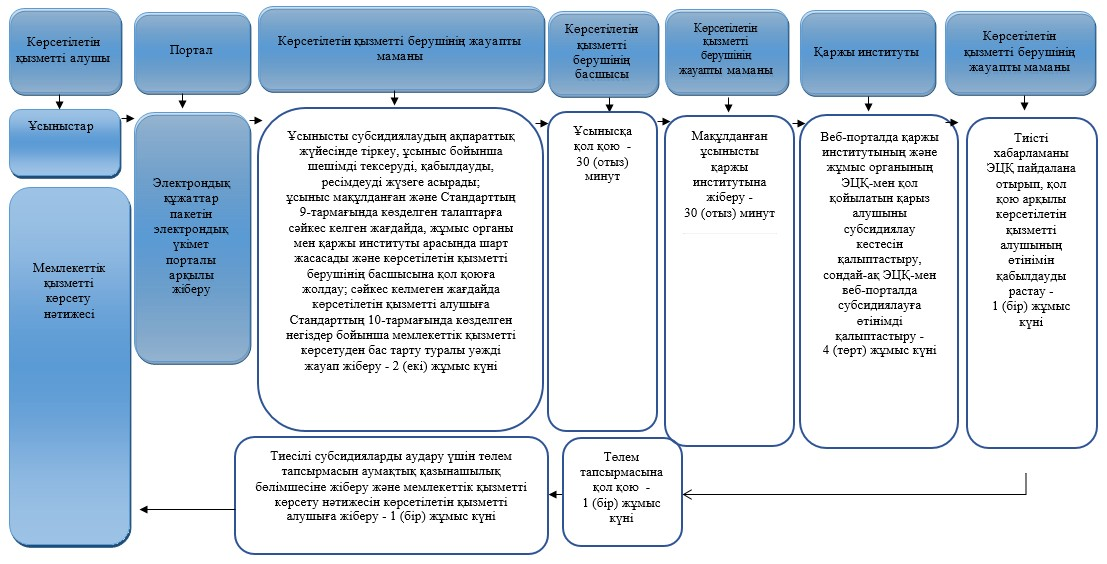 Көрсетілетін
қызметті алушы
Портал
Көрсетілетін қызметті берушінің жауапты
маманы
Көрсетілетін
қызметті
берушінің
басшысы
Көрсетілетін
қызметті
берушінің
жауапты маманы
Қаржы институты
Көрсетілетін
қызметті берушінің
жауапты маманы
Ұсыныстар
Электрондық
құжаттар
пакетін
электрондық
үкімет
порталы
арқылы
жіберу
Ұсынысты субсидиялаудың ақпараттық
жүйесінде тіркеу, ұсыныс бойынша
шешімді тексеруді, қабылдауды,
ресімдеуді жүзеге асырады;
ұсыныс мақұлданған және Стандарттың
9-тармағында көзделген талаптарға
сәйкес келген жағдайда, жұмыс органы
мен қаржы институты арасында шарт
жасасады және көрсетілетін қызметті
берушінің басшысына қол қоюға
жолдау; сәйкес келмеген жағдайда
көрсетілетін қызметті алушыға
Стандарттың 10-тармағында көзделген
негіздер бойынша мемлекеттік қызметті
көрсетуден бас тарту туралы уәжді
жауап жіберу - 2 (екі) жұмыс күні
Ұсынысқа
қол қою -
30 (отыз)
минут
Мақұлданған
ұсынысты
қаржы
институтына
жіберу -
30 (отыз) минут
Веб-порталда қаржы
институтының және
жұмыс органының
ЭЦҚ-мен қол
қойылатын қарыз
алушыны
субсидиялау
кестесін
қалыптастыру,
сондай-ақ ЭЦҚ-мен
веб-порталда
субсидиялауға
өтінімді
қалыптастыру -
4 (төрт) жұмыс күні
Тиісті
хабарламаны
ЭЦҚ пайдалана
отырып, қол
қою арқылы
көрсетілетін
қызметті
алушының
өтінімін
қабылдауды
растау -
1 (бір) жұмыс
күні
Мемлекеттік
қызметті
көрсету
нәтижесі
Тиесілі субсидияларды аудару үшін төлем
тапсырмасын аумақтық қазынашылық
бөлімшесіне жіберу және мемлекеттік қызметті
көрсету нәтижесін көрсетілетін қызметті
алушыға жіберу - 1 (бір) жұмыс күні
Төлем
тапсырмасына
қол қою -
1 (бір) жұмыс
күні